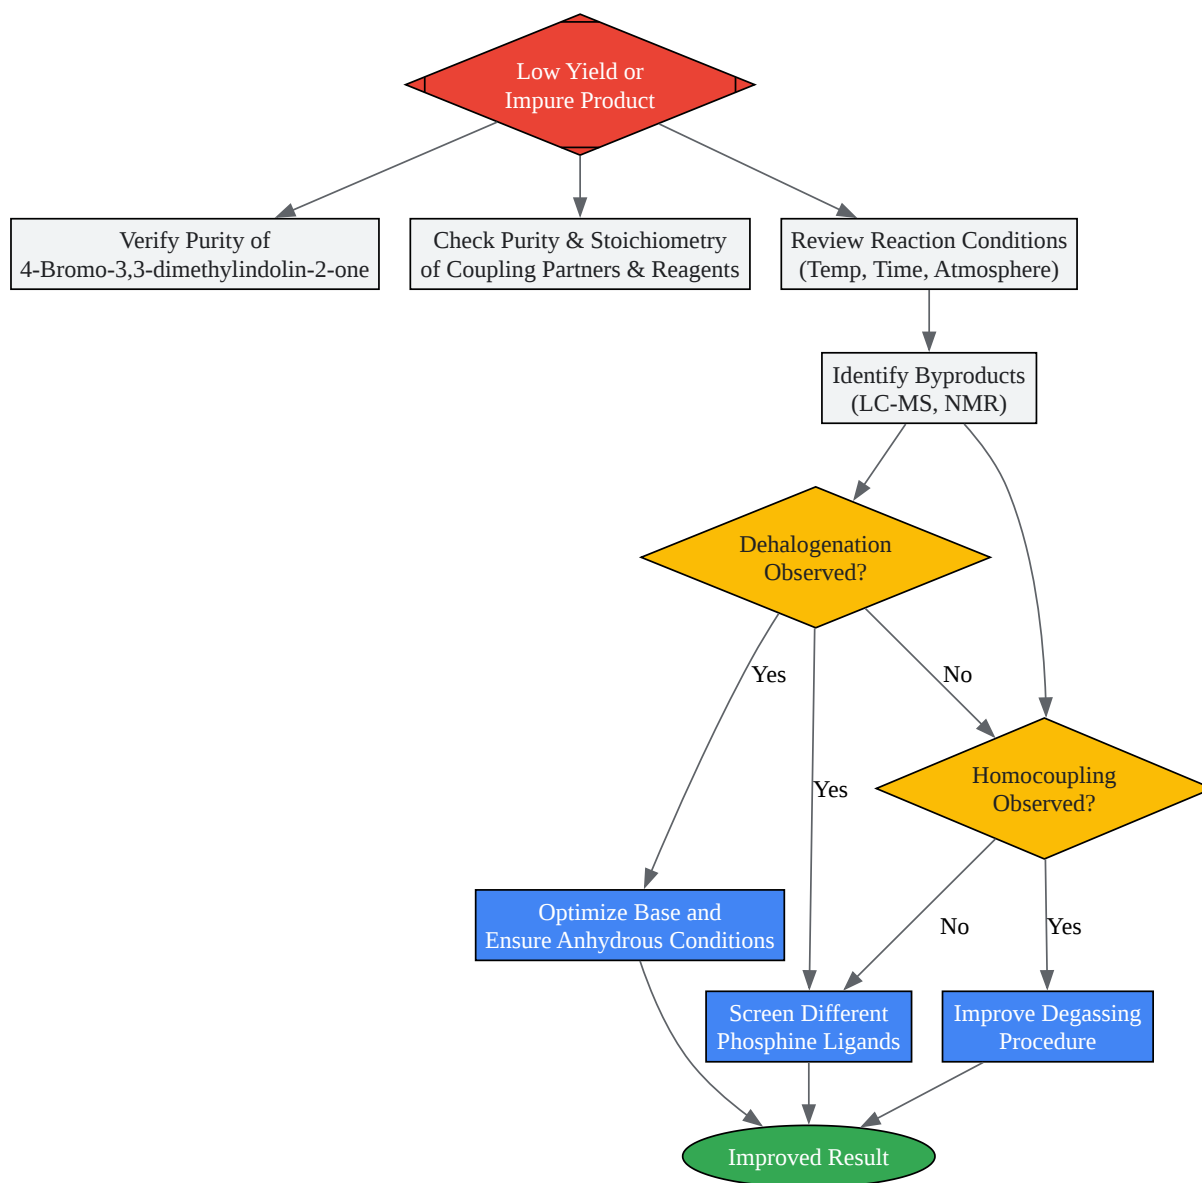 Low Yield or
Impure Product
Verify Purity of
4-Bromo-3,3-dimethylindolin-2-one
Check Purity & Stoichiometry
of Coupling Partners & Reagents
Review Reaction Conditions
(Temp, Time, Atmosphere)
Identify Byproducts
(LC-MS, NMR)
Dehalogenation
Observed?
Yes
No
Yes
Homocoupling
Observed?
Optimize Base and
Ensure Anhydrous Conditions
No
Yes
Screen Different
Phosphine Ligands
Improve Degassing
Procedure
Improved Result